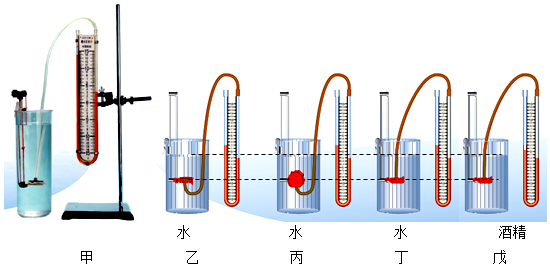 水 水 水 酒精
甲 乙 丙 丁 戊